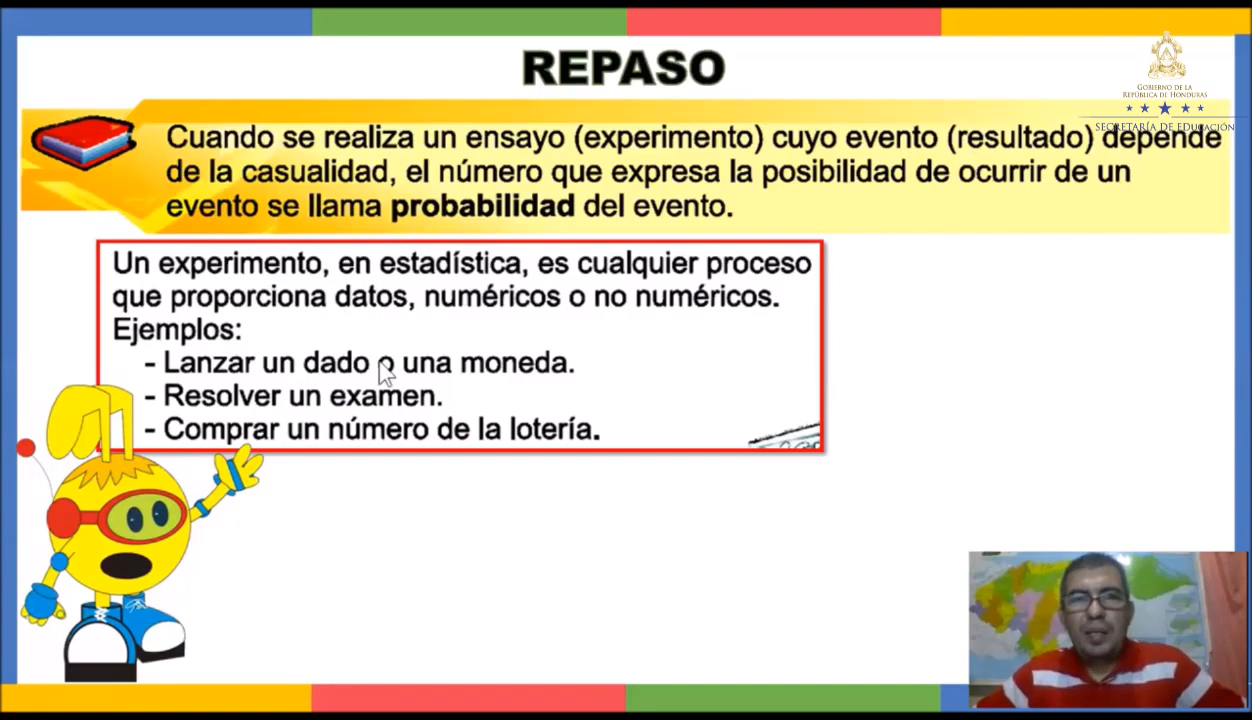 REPASO
GOBIERNO DE LA
REPÚBLICA DE HONDURAS
SECRETARÍA DE EDUCACIÓN
Cuando se realiza un ensayo (experimento) cuyo evento (resultado) depende
de la casualidad, el número que expresa la posibilidad de ocurrir de un
evento se llama probabilidad del evento.
Un experimento, en estadística, es cualquier proceso
que proporciona datos, numéricos o no numéricos.
Ejemplos:
- Lanzar un dado o una moneda.
- Resolver un examen.
- Comprar un número de la lotería.